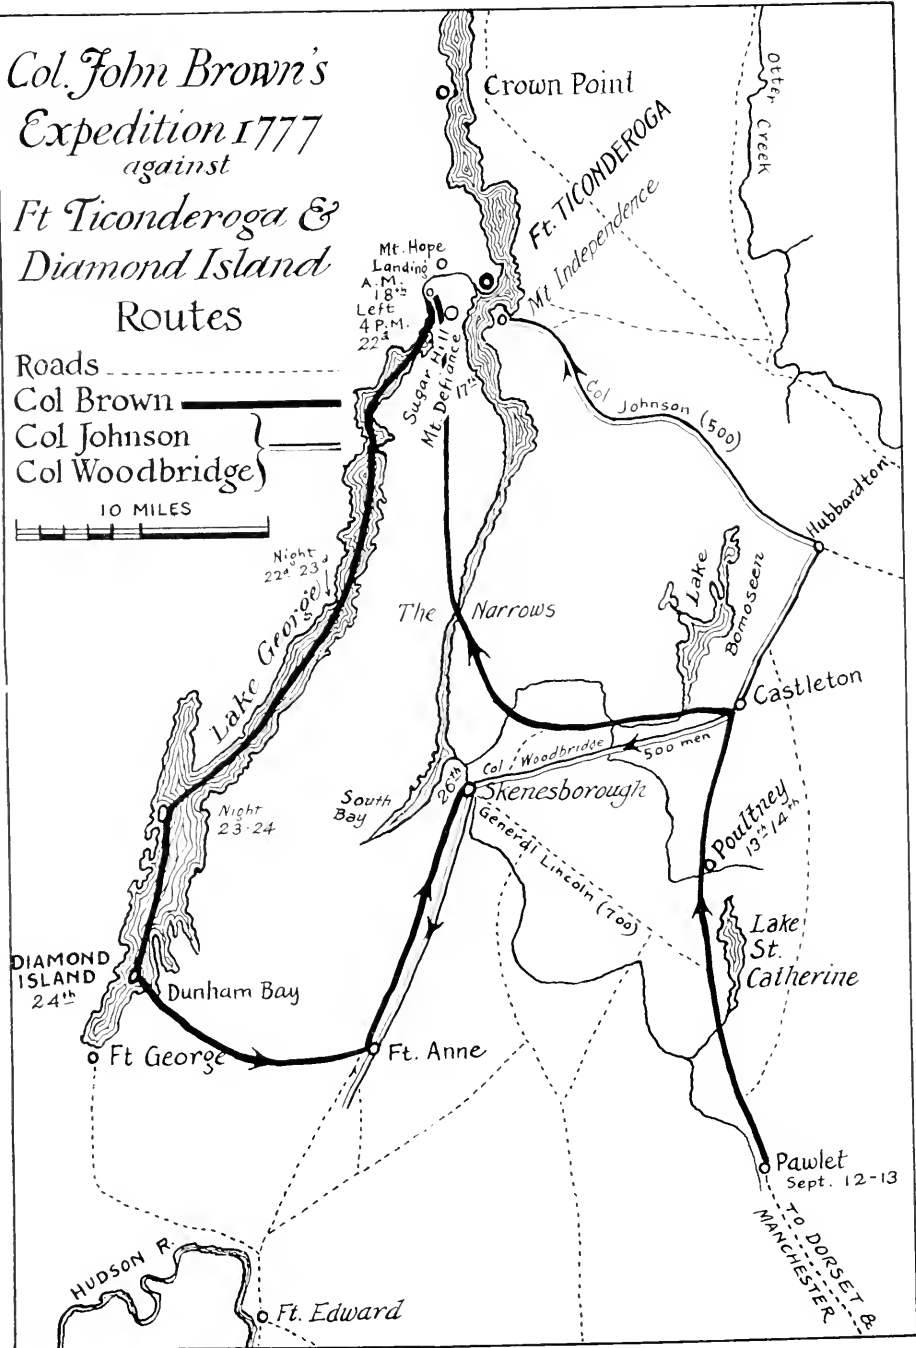 Col. John Brown's
Expedition 1777
against
Ft Ticonderoga &
Diamond Island
Routes
Roads
Col Brown
Col Johnson
Col Woodbridge
10 MILES
Crown Point
Otter Creek
Ft. TICONDEROGA
Mt Independence
Mt. Hope
Landing
A.M.
18th
Left
4 P.M.
22d
Sugar Hill
Mt. Defiance
17th
Col Johnson (500)
Hubbardton
Night
22d 23d
Lake George
The Narrows
Lake
Bomoseen
Castleton
Col. Woodbridge
500 men
26th
Skenesborough
South
Bay
General Lincoln (700)
Poultney
13th-14th
Night
23-24
Lake
St.
Catherine
DIAMOND
ISLAND
24th
Dunham Bay
Ft George
Ft. Anne
Pawlet
Sept. 12-13
TO DORSET &
MANCHESTER
HUDSON R.
Ft. Edward